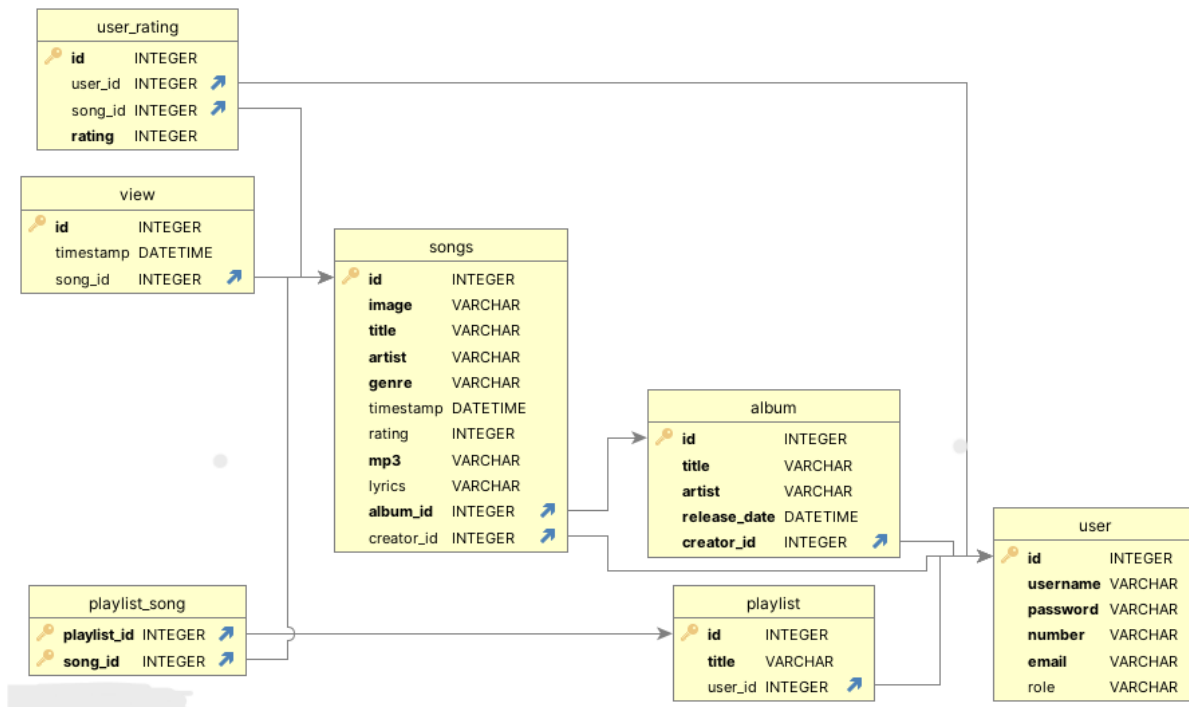 user_rating
id INTEGER
user_id INTEGER
song_id INTEGER
rating INTEGER
view
id INTEGER
timestamp DATETIME
song_id INTEGER
songs
id INTEGER
image VARCHAR
title VARCHAR
artist VARCHAR
genre VARCHAR
timestamp DATETIME
rating INTEGER
mp3 VARCHAR
lyrics VARCHAR
album_id INTEGER
creator_id INTEGER
album
id INTEGER
title VARCHAR
artist VARCHAR
release_date DATETIME
creator_id INTEGER
user
id INTEGER
username VARCHAR
password VARCHAR
number VARCHAR
email VARCHAR
role VARCHAR
playlist_song
playlist_id INTEGER
song_id INTEGER
playlist
id INTEGER
title VARCHAR
user_id INTEGER